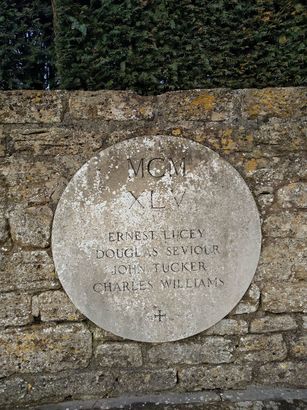 MCM
XLV
ERNEST LUCEY
DOUGLAS SEVIOUR
JOHN TUCKER
CHARLES WILLIAMS